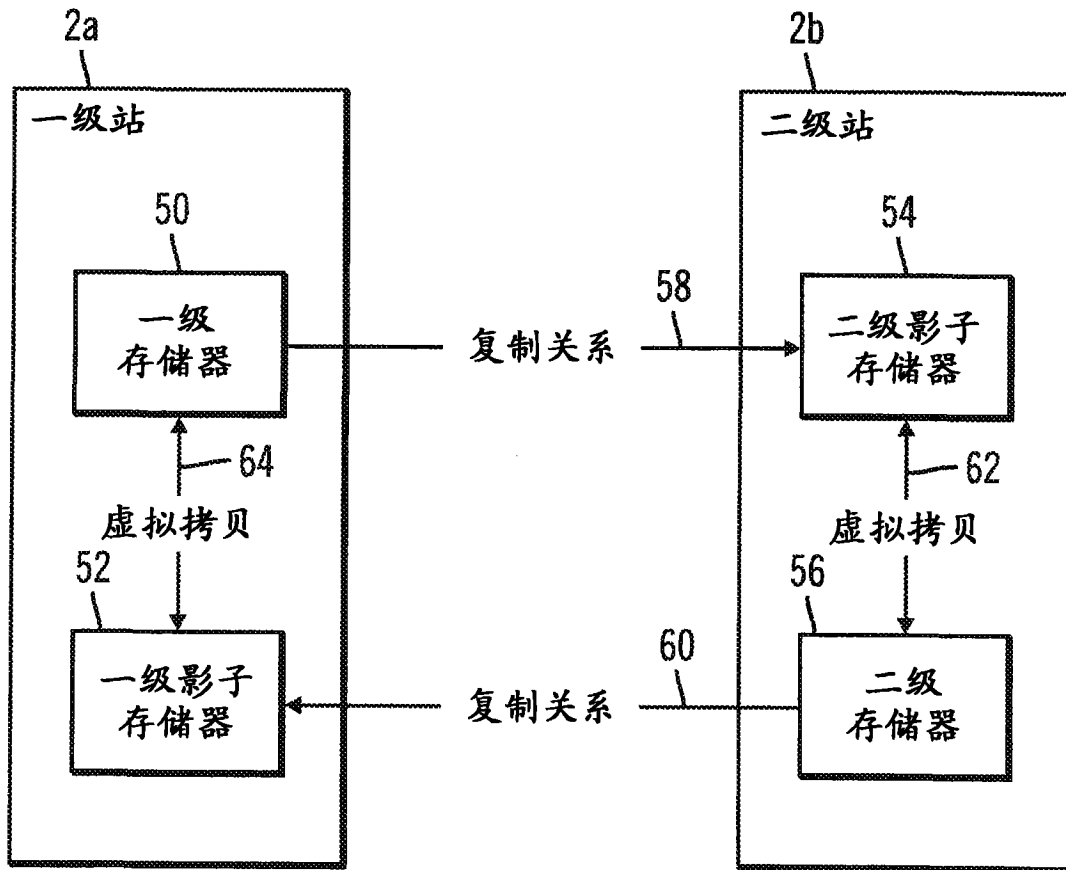 2a
2b
一级站
二级站
50
54
一级
存储器
58
复制关系
二级影子
存储器
64
62
虚拟拷贝
虚拟拷贝
52
56
一级影子
存储器
60
复制关系
二级
存储器